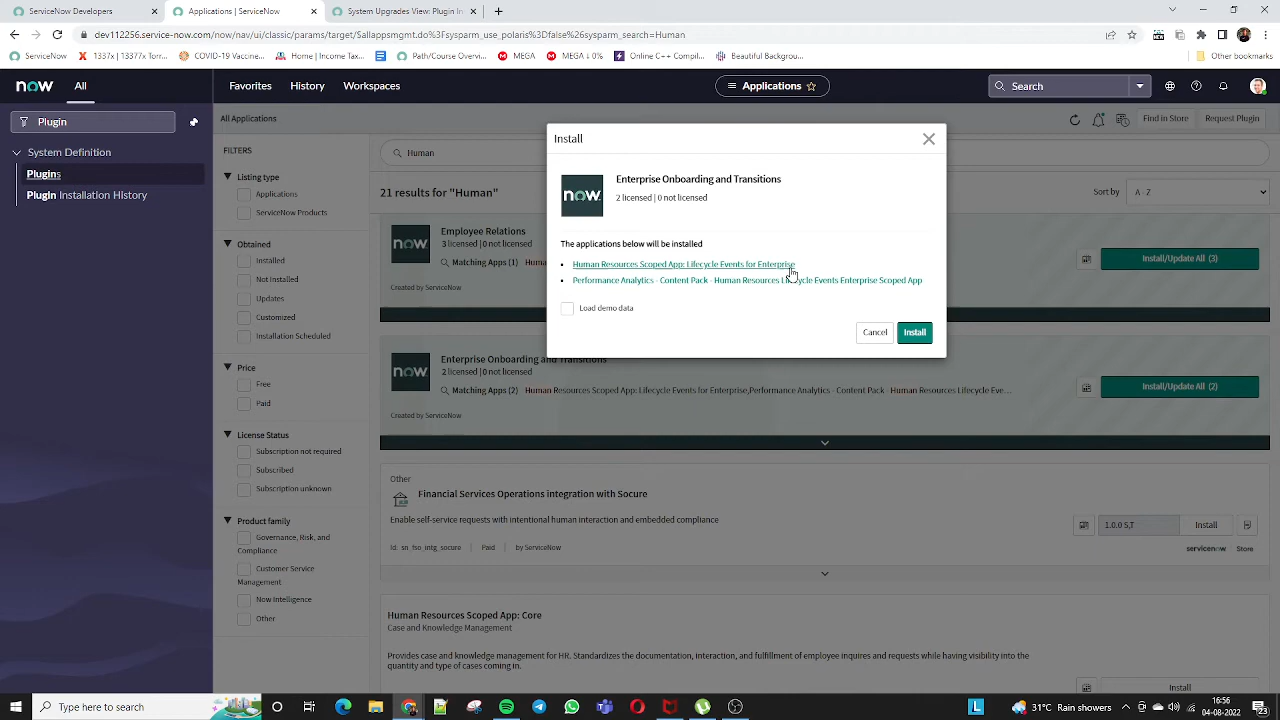 ServiceNow Developers
Applications | ServiceNow
System Upgrade, View Plugin In
dev112256.service-now.com/nav/ui/classic/params/target/$allappsmgmt.do%3Fsysparm_use_polaris%3Dfalse%26sysparm_search=Human
Apps
NAS
1337x 1337x.to | 13377x Torr...
COVID-19 Vaccination...
Home | Income Tax...
Path/Course Overvi...
MEGA
MEGA ↓ 0%
Online Compiler C...
Beautiful Backgrou...
Other Bookmarks
now All Favorites History Workspaces
Applications
Search
Plugin
System Definition
Plugins
Plugin Installation History
All Applications
Find in Store
Request Plugin
FILTERS
Listing type
Applications
ServiceNow Products
Obtained
Installed
Not Installed
Updates
Customized
Installation Scheduled
Price
Free
Paid
License Status
Subscription not required
Subscribed
Subscription unknown
Product family
Governance, Risk, and
Compliance
Customer Service
Management
Now Intelligence
Other
Human
21 results for "Human"
Sort by A - Z
now
Employee Relations
3 licensed | 0 not licensed
Matching Apps (1)
Created by ServiceNow
Install/Update All (3)
Install
now
Enterprise Onboarding and Transitions
2 licensed | 0 not licensed
The applications below will be installed
Human Resources Scoped App: Lifecycle Events for Enterprise
Performance Analytics - Content Pack - Human Resources Lifecycle Events Enterprise Scoped App
Load demo data
Cancel
Install
now
Enterprise Onboarding and Transitions
Matching Apps (2) Human Resources Scoped App: Lifecycle Events for Enterprise,Performance Analytics - Content Pack - Human Resources Lifecycle Eve...
Created by ServiceNow
Install/Update All (2)
Other
Financial Services Operations integration with Socure
Enable self-service requests with intentional human interaction and embedded compliance
Id: sn_fso_intg_socure | Paid | by ServiceNow
1.0.0 S,T
Install
servicenow Store
Human Resources Scoped App: Core
Case and Knowledge Management
Provides case and knowledge management for HR. Standardizes the documentation, interaction, and fulfillment of employee inquires and requests while having visibility into the
quantity and type of cases coming in.
Install
Type here to search
31°C Rain showers
ENG
16:56
04-08-2022